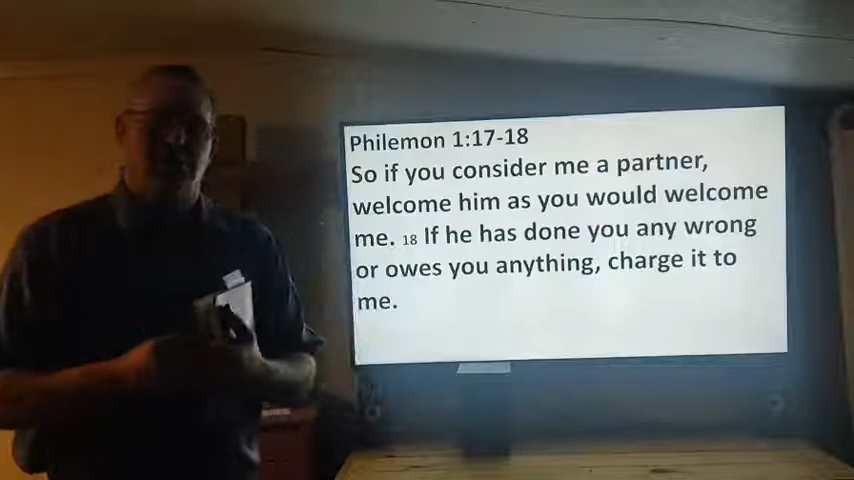 Philemon 1:17-18
So if you consider me a partner,
welcome him as you would welcome
me. 18 If he has done you any wrong
or owes you anything, charge it to
me.